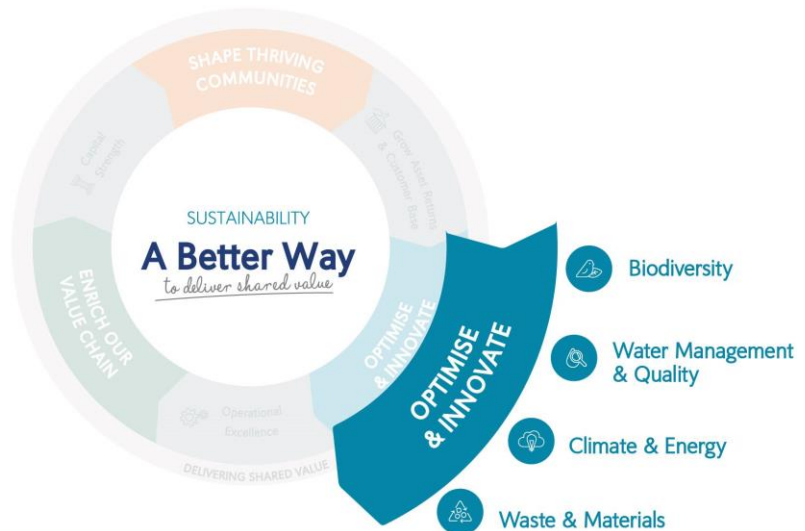 SHAPE THRIVING
COMMUNITIES
Capital
Strength
Grow Asset Returns
& Customer Base
SUSTAINABILITY
A Better Way
to deliver shared value
ENRICH OUR
VALUE CHAIN
OPTIMISE
& INNOVATE
Operational
Excellence
DELIVERING SHARED VALUE
OPTIMISE
& INNOVATE
Biodiversity
Water Management
& Quality
Climate & Energy
Waste & Materials